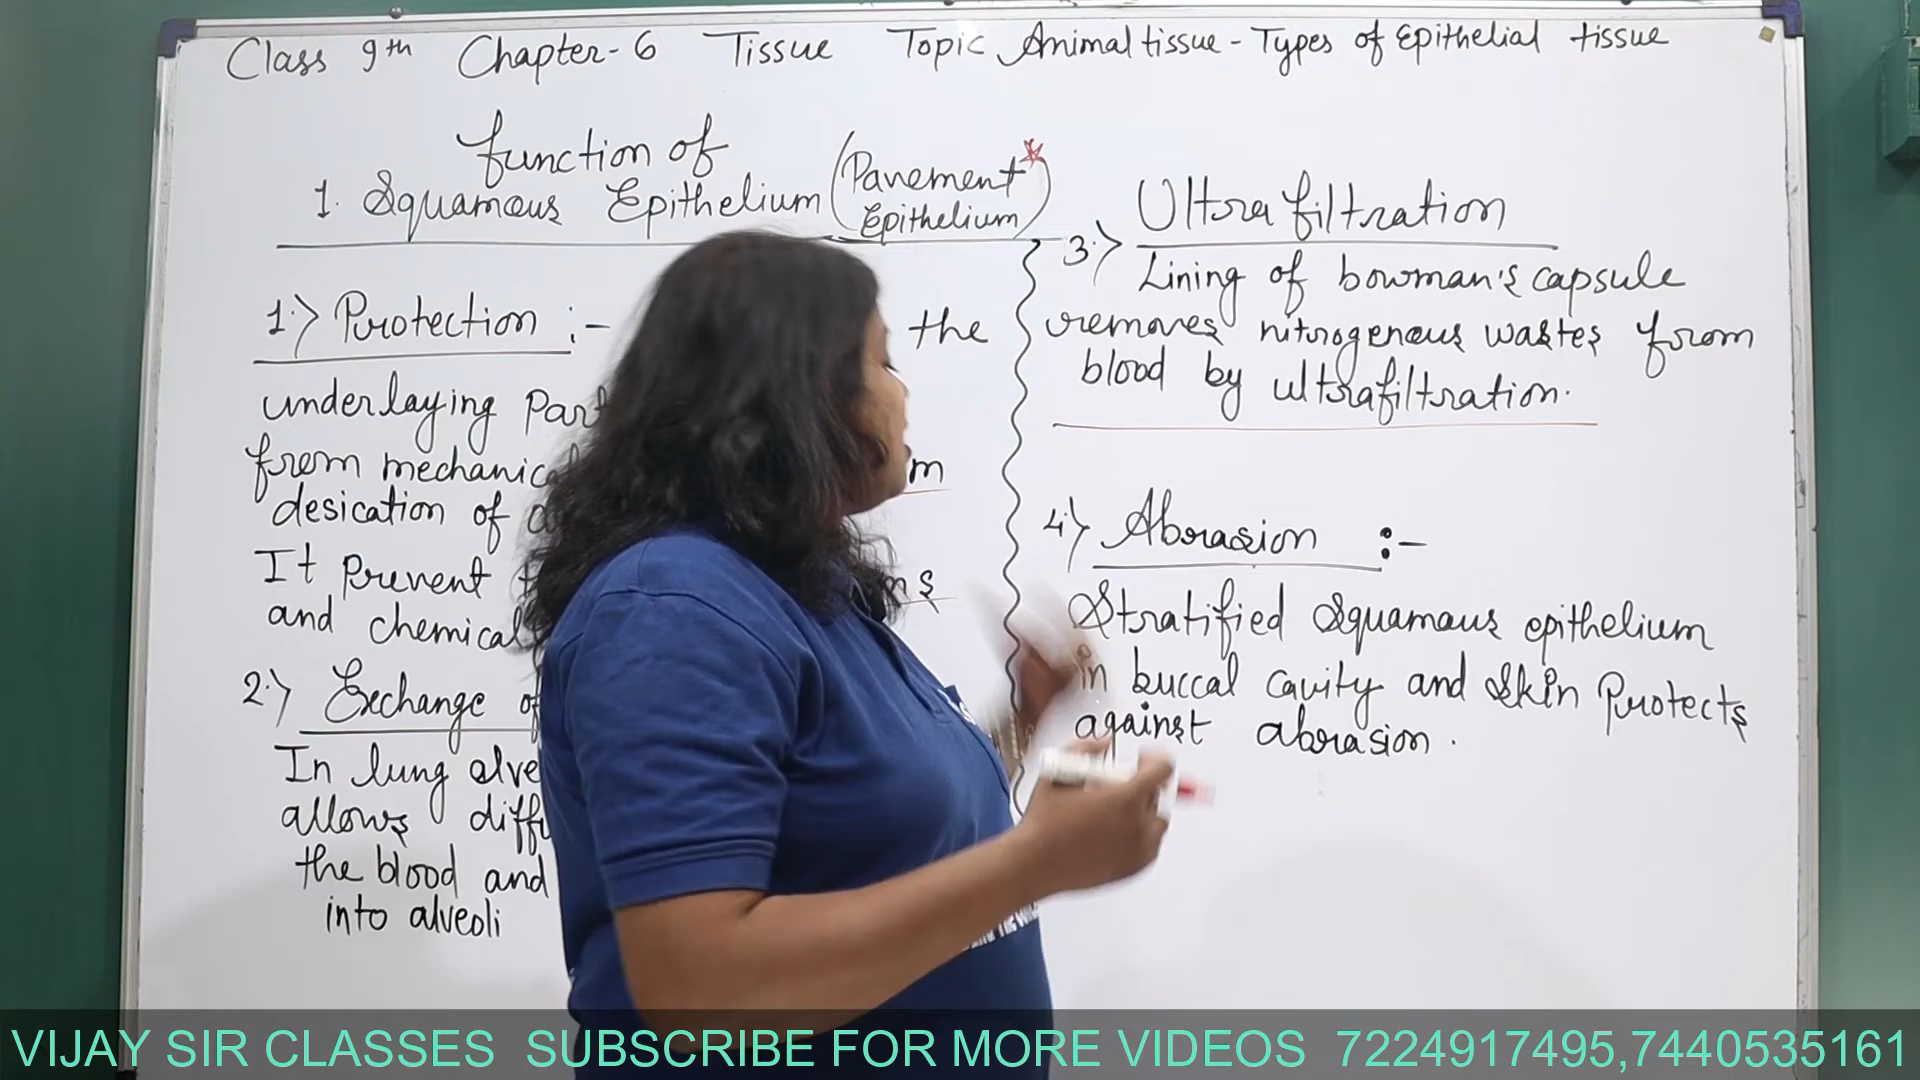 Class 9th Chapter-6 Tissue Topic Animal tissue - Types of Epithelial tissue
function of
1. Squamous Epithelium (Pavement
Epithelium)
1.> Protection :- the
underlaying Part
from mechanical m
desication of
It Prevent ms
and chemical
2.> Exchange of
In lung alve
allows diffu
the blood and
into alveoli
3.> Ultra filtration
Lining of bowman's capsule
removes nitrogenous wastes from
blood by ultrafiltration.
4.> Abrasion :-
Stratified Squamous epithelium
in buccal cavity and skin Protects
against abrasion.
VIJAY SIR CLASSES SUBSCRIBE FOR MORE VIDEOS 7224917495,7440535161